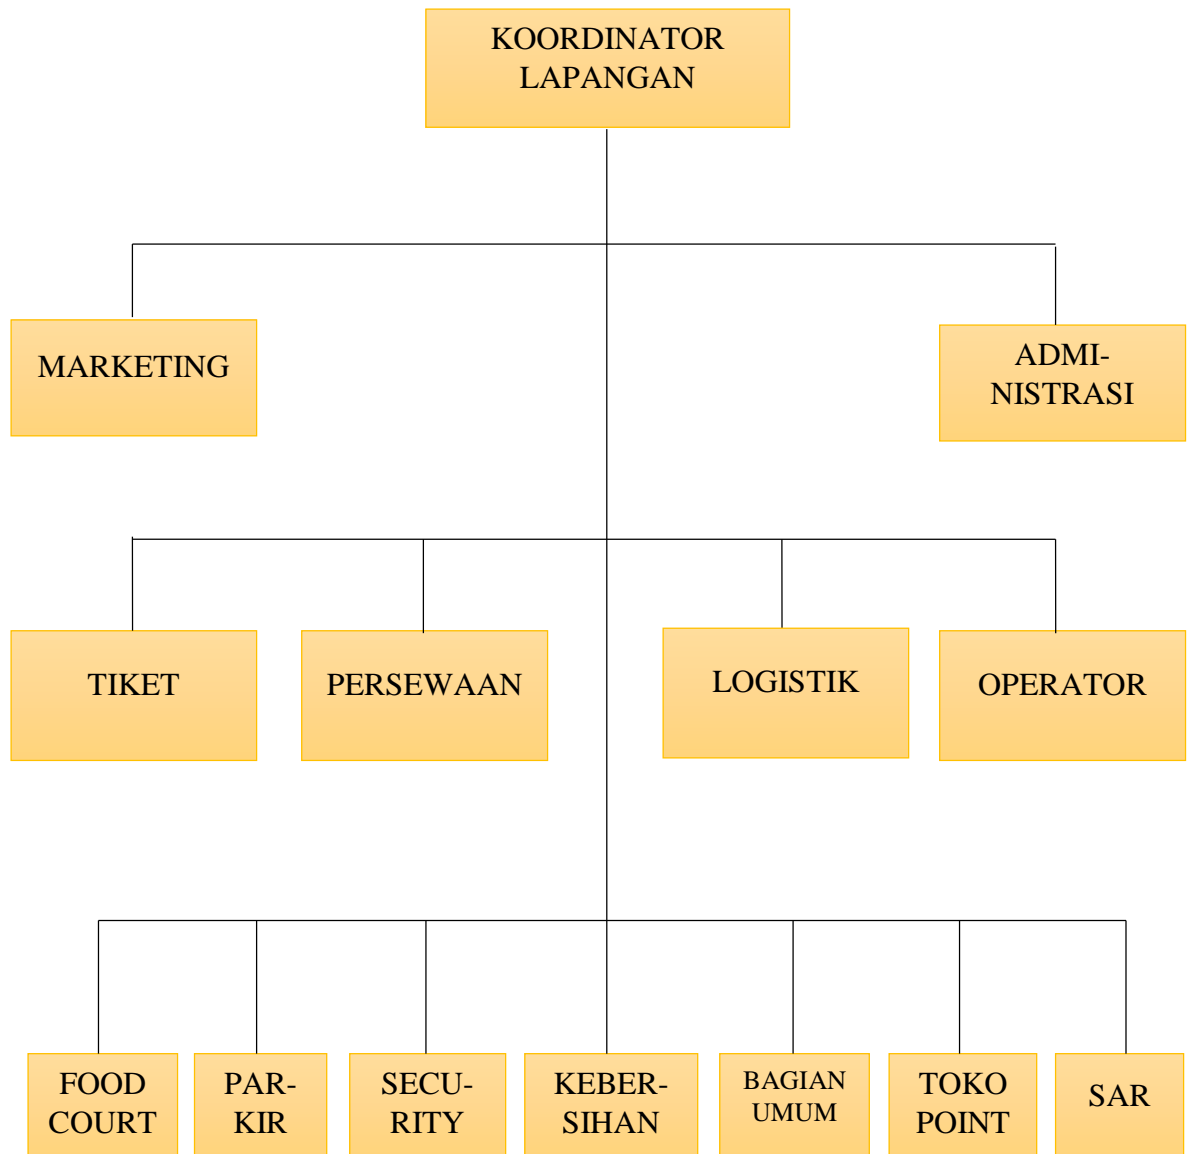 KOORDINATOR
LAPANGAN
MARKETING
ADMI-
NISTRASI
TIKET
PERSEWAAN
LOGISTIK
OPERATOR
FOOD
COURT
PAR-
KIR
SECU-
RITY
KEBER-
SIHAN
BAGIAN
UMUM
TOKO
POINT
SAR